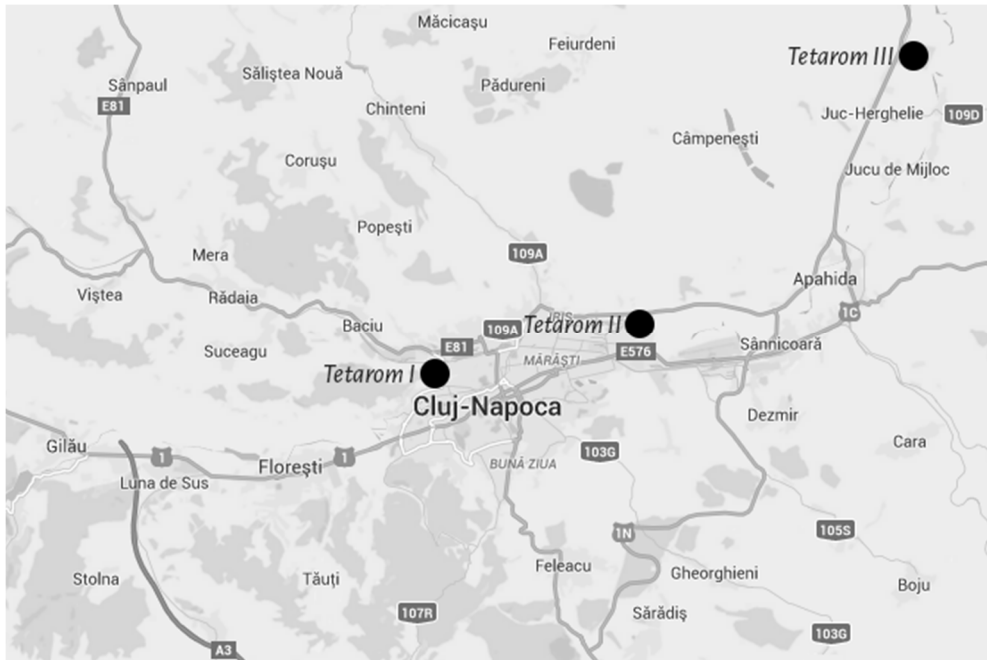 Măcicaşu
Feiurdeni
Tetarom III
Sânpaul
Săliștea Nouă
Pădureni
E81
Chinteni
Juc-Herghelie
109D
Câmpenești
Corușu
Jucu de Mijloc
Popești
Mera
109A
Viștea
Rădaia
Apahida
Baciu
IRIS
Tetarom II
1C
109A
Suceagu
E81
MĂRĂȘTI
E576
Sânnicoară
Tetarom I
Cluj-Napoca
Dezmir
Gilău
1
Florești
1
103G
Cara
Luna de Sus
BUNĂ ZIUA
1N
105S
Stolna
Tăuți
Feleacu
Gheorghieni
Boju
107R
Sărădiș
103G
A3